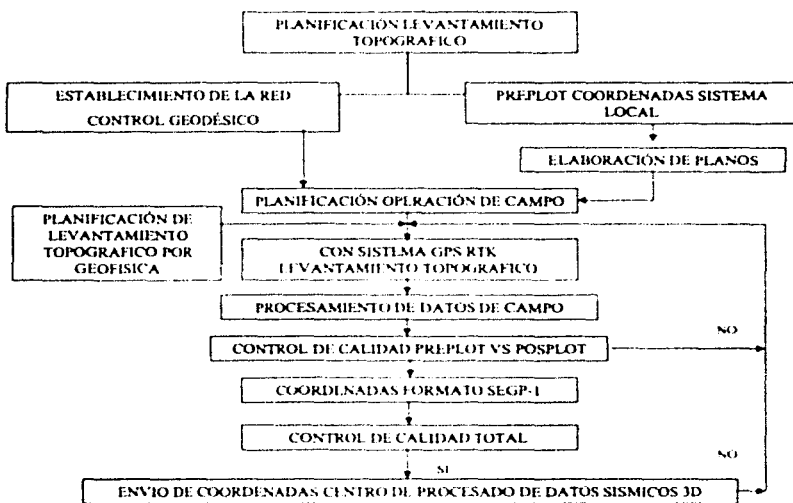 PLANIFICACIÓN LEVANTAMIENTO
TOPOGRAFICO
ESTABLECIMIENTO DE LA RED
CONTROL GEODÉSICO
PREPLOT COORDENADAS SISTEMA
LOCAL
ELABORACIÓN DE PLANOS
PLANIFICACIÓN OPERACIÓN DE CAMPO
PLANIFICACIÓN DE
LEVANTAMIENTO
TOPOGRAFICO POR
GEOFISICA
CON SISTEMA GPS RTK
LEVANTAMIENTO TOPOGRAFICO
PROCESAMIENTO DE DATOS DE CAMPO
NO
CONTROL DE CALIDAD PREPLOT VS POSPLOT
COORDENADAS FORMATO SEGP-1
CONTROL DE CALIDAD TOTAL
NO
SI
ENVIO DE COORDENADAS CENTRO DE PROCESADO DE DATOS SISMICOS 3D